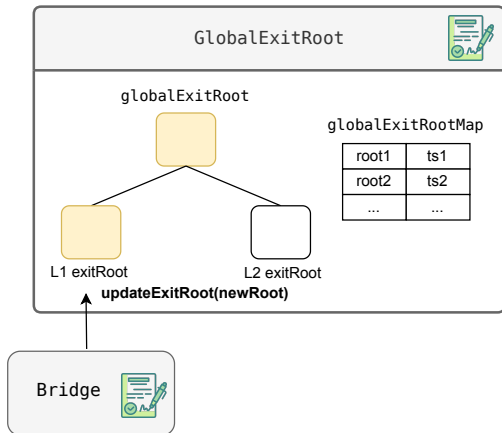 GlobalExitRoot
globalExitRoot
globalExitRootMap
root1 ts1
root2 ts2
... ...
L1 exitRoot L2 exitRoot
updateExitRoot(newRoot)
Bridge